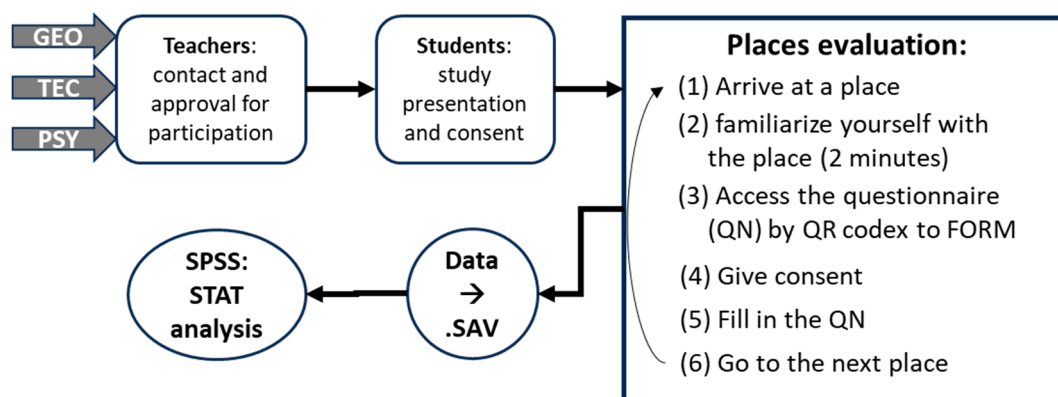 GEO
TEC
PSY
Teachers:
contact and
approval for
participation
Students:
study
presentation
and consent
Places evaluation:
(1) Arrive at a place
(2) familiarize yourself with
the place (2 minutes)
(3) Access the questionnaire
(QN) by QR codex to FORM
(4) Give consent
(5) Fill in the QN
(6) Go to the next place
Data
→
.SAV
SPSS:
STAT
analysis